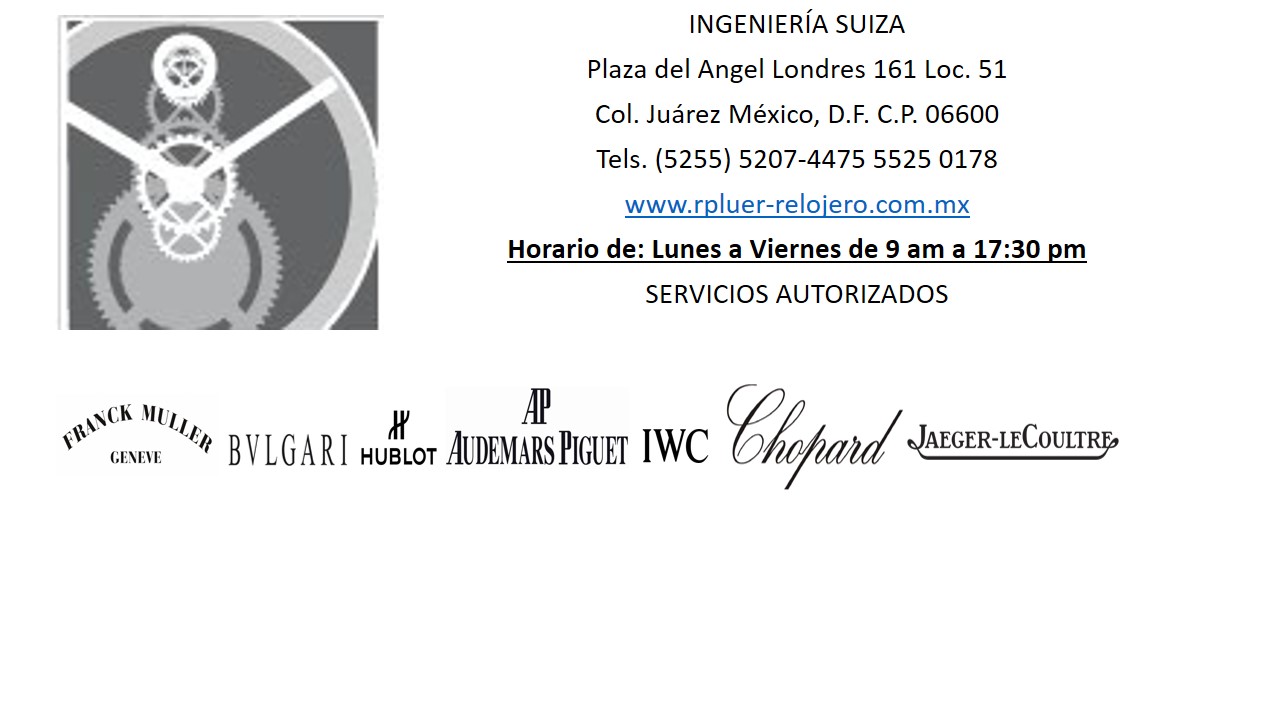 INGENIERÍA SUIZA
Plaza del Angel Londres 161 Loc. 51
Col. Juárez México, D.F. C.P. 06600
Tels. (5255) 5207-4475 5525 0178
www.rpluer-relojero.com.mx
Horario de: Lunes a Viernes de 9 am a 17:30 pm
SERVICIOS AUTORIZADOS
FRANCK MULLER
GENEVE
BVLGARI
H
HUBLOT
AP
AUDEMARS PIGUET
IWC
Chopard
JAEGER-LECOULTRE